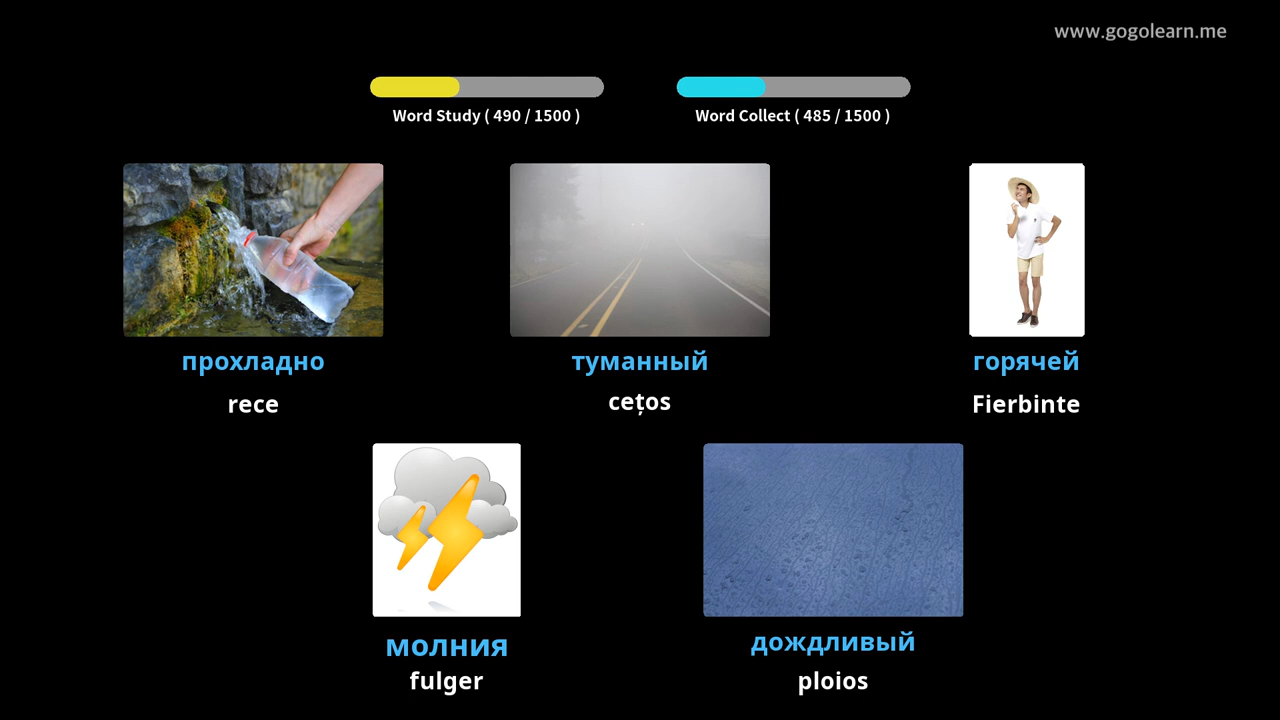 www.gogolearn.me
Word Study ( 490 / 1500 )
Word Collect ( 485 / 1500 )
прохладно
rece
туманный
cețos
горячей
Fierbinte
молния
fulger
дождливый
ploios